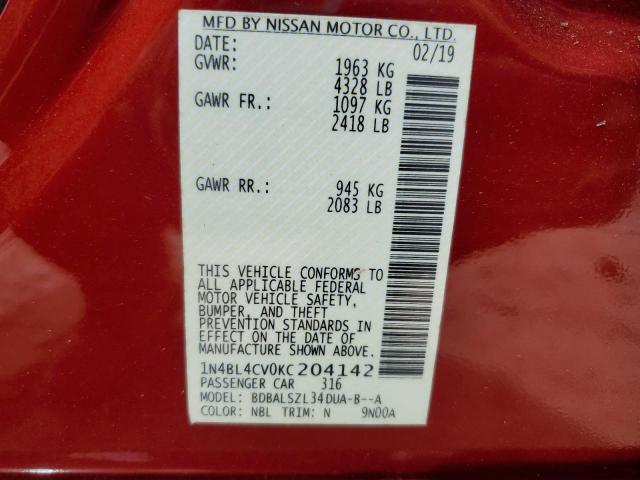 MFD BY NISSAN MOTOR CO., LTD.
DATE: 02/19
GVWR: 1963 KG
4328 LB
GAWR FR.: 1097 KG
2418 LB
GAWR RR.: 945 KG
2083 LB
THIS VEHICLE CONFORMS TO
ALL APPLICABLE FEDERAL
MOTOR VEHICLE SAFETY,
BUMPER, AND THEFT
PREVENTION STANDARDS IN
EFFECT ON THE DATE OF
MANUFACTURE SHOWN ABOVE.
1N4BL4CV0KC204142
PASSENGER CAR 316
MODEL: BDBALSZL34DUA-B--A
COLOR: NBL TRIM: N 9N00A